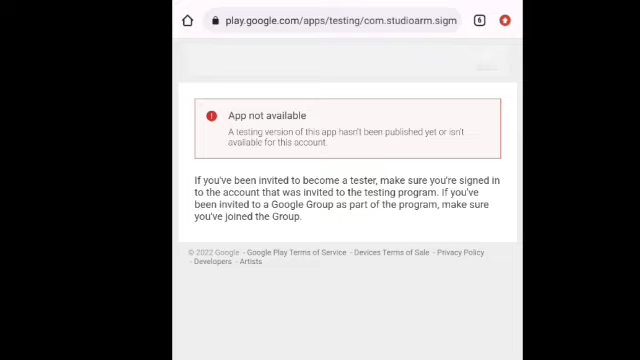 play.google.com/apps/testing/com.studioarm.sigm
6
App not available
A testing version of this app hasn't been published yet or isn't
available for this account.
If you've been invited to become a tester, make sure you're signed in
to the account that was invited to the testing program. If you've
been invited to a Google Group as part of the program, make sure
you've joined the Group.
© 2022 Google - Google Play Terms of Service - Devices Terms of Sale - Privacy Policy
- Developers - Artists